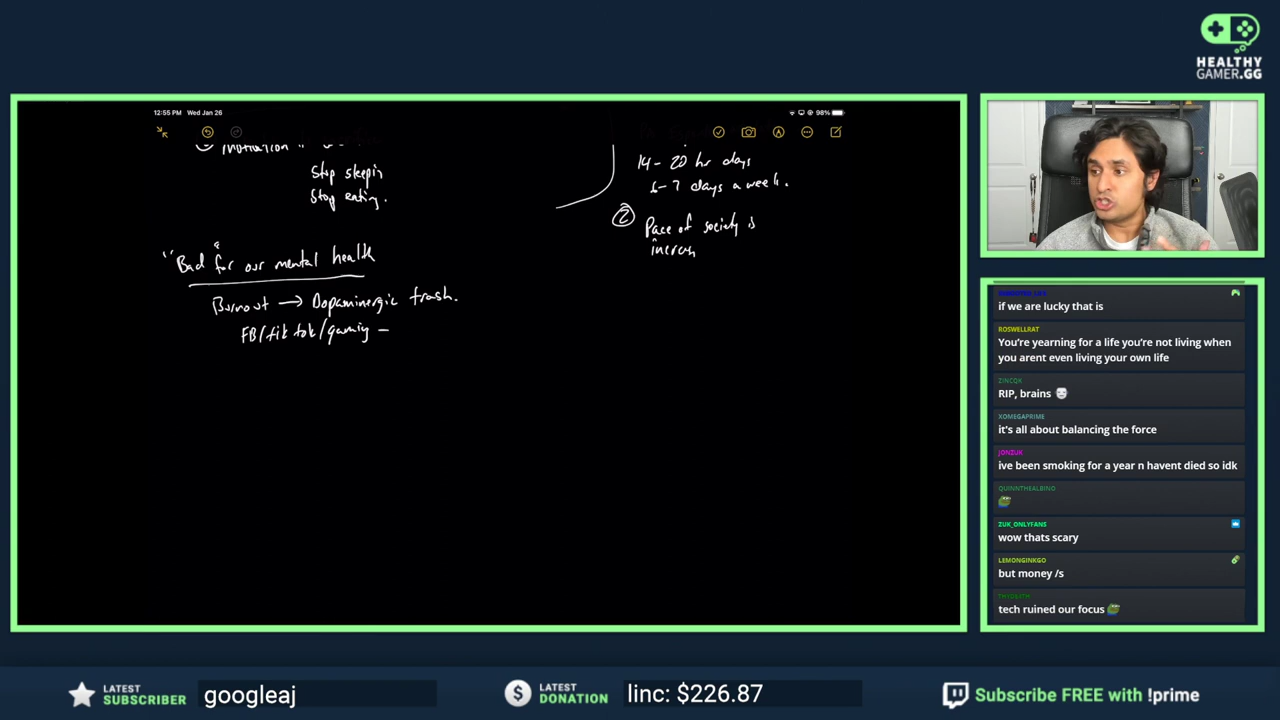 HEALTHY
GAMER.GG
12:55 PM Wed Jan 26
98%
Motivation
Stop sleepin
Stop eating.
14-20 hr days
6-7 days a week.
2
Pace of society is
increas
"Bad" for our mental health
Burnout → Dopaminergic trash.
FB/tik tok/gaming -
if we are lucky that is
ROSWELLRAT
You're yearning for a life you're not living when
you arent even living your own life
ZINCQK
RIP, brains
XOMEGAPRIME
it's all about balancing the force
JONZUK
ive been smoking for a year n havent died so idk
QUINNTHEALBINO
ZUK_ONLYFANS
wow thats scary
LEMONGINKGO
but money /s
tech ruined our focus
LATEST
SUBSCRIBER
googleaj
LATEST
DONATION
linc: $226.87
Subscribe FREE with !prime